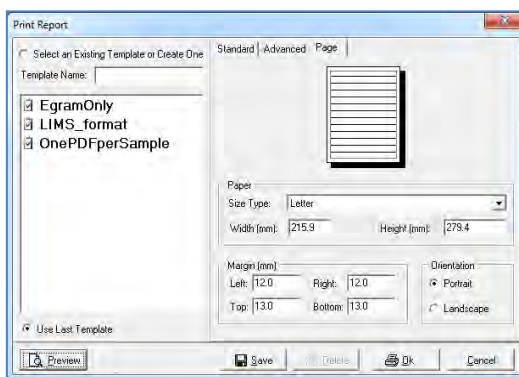 Print Report
Select an Existing Template or Create One
Template Name:
EgramOnly
LIMS_format
OnePDFperSample
Use Last Template
Standard Advanced Page
Paper
Size Type: Letter
Width (mm): 215.9 Height (mm): 279.4
Margin (mm)
Left: 12.0 Right: 12.0
Top: 13.0 Bottom: 13.0
Orientation
Portrait
Landscape
Preview Save Delete Ok Cancel